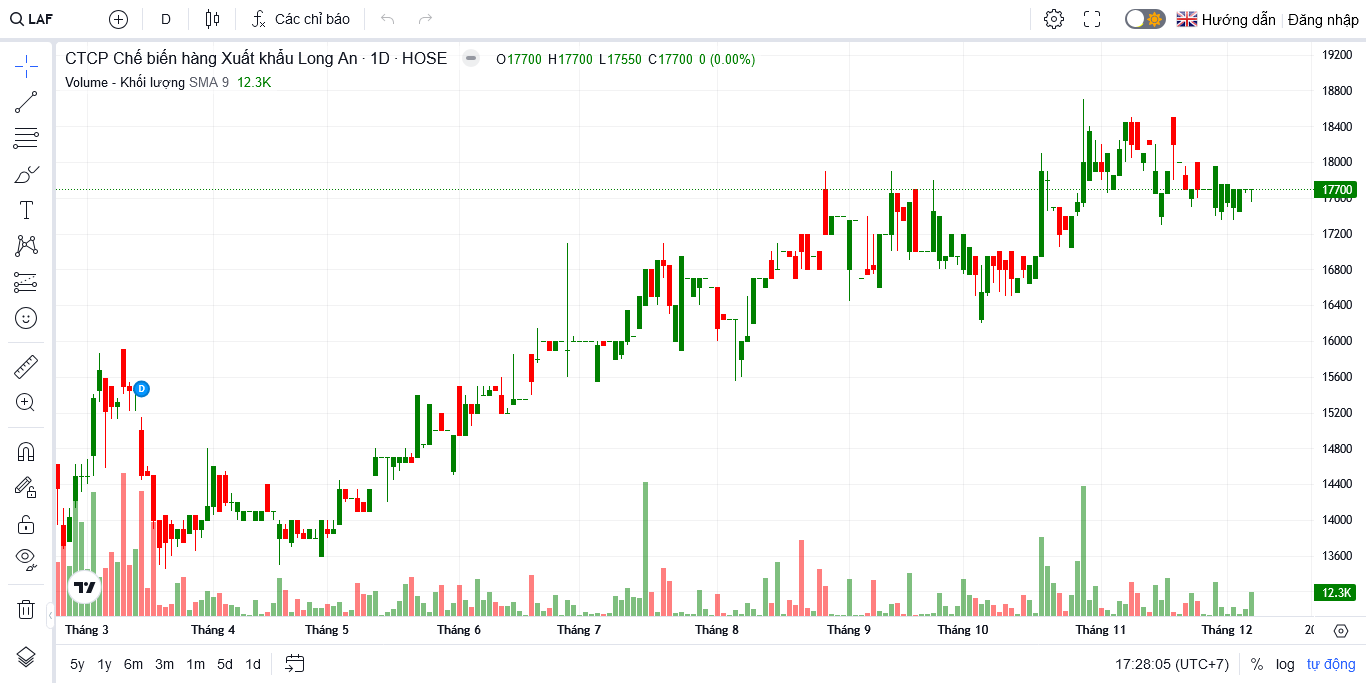 LAF D Các chỉ báo Hướng dẫn Đăng nhập
CTCP Chế biến hàng Xuất khẩu Long An · 1D · HOSE O17700 H17700 L17550 C17700 0 (0.00%)
Volume - Khối lượng SMA 9 12.3K
19200
18800
18400
18000
17700
17600
17200
16800
16400
16000
15600
15200
14800
14400
14000
13600
12.3K
D
Tháng 3 Tháng 4 Tháng 5 Tháng 6 Tháng 7 Tháng 8 Tháng 9 Tháng 10 Tháng 11 Tháng 12
5y 1y 6m 3m 1m 5d 1d 17:28:05 (UTC+7) % log tự động